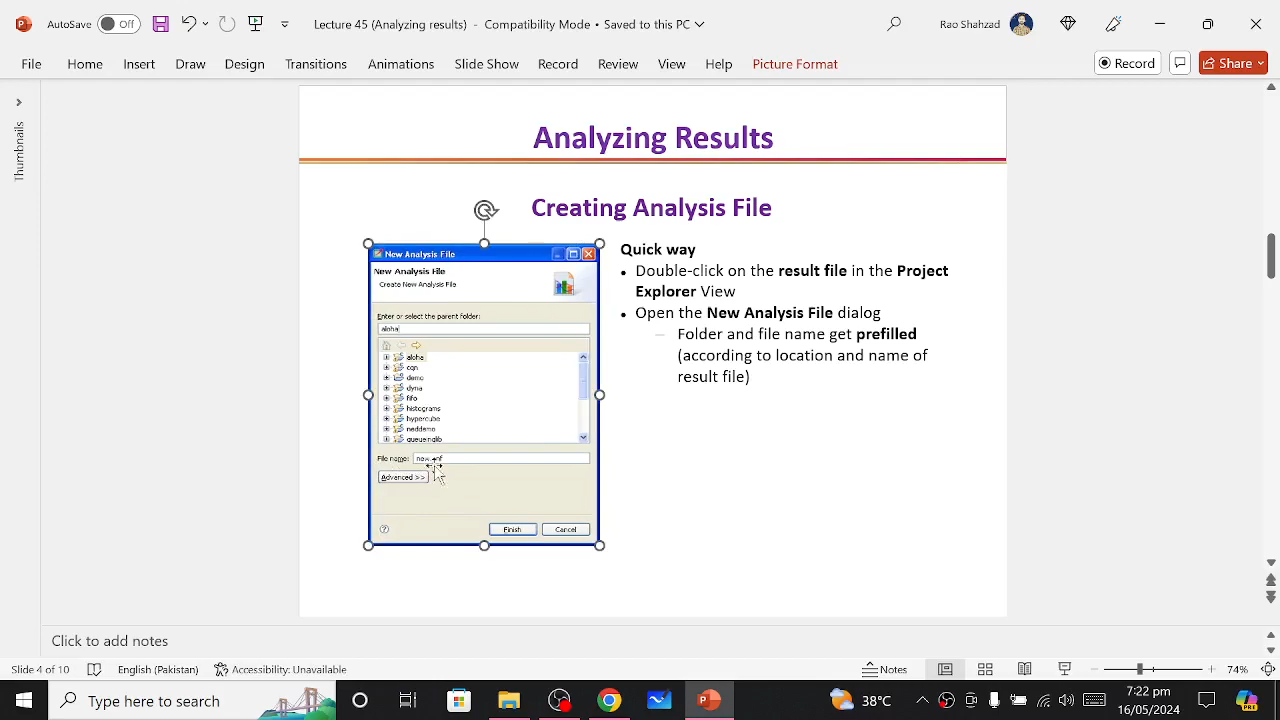 AutoSave Off Lecture 45 (Analyzing results) - Compatibility Mode • Saved to this PC Rao Shahzad
File Home Insert Draw Design Transitions Animations Slide Show Record Review View Help Picture Format Record Share
Thumbnails
Analyzing Results
Creating Analysis File
New Analysis File
New Analysis File
Create New Analysis File
Enter or select the parent folder:
aloha
aloha
cqn
demo
dyna
fifo
histograms
hypercube
neddemo
queueinglib
File name:
Advanced >>
Finish Cancel
Quick way
• Double-click on the result file in the Project
Explorer View
• Open the New Analysis File dialog
– Folder and file name get prefilled
(according to location and name of
result file)
Click to add notes
Slide 4 of 10 English (Pakistan) Accessibility: Unavailable Notes 74%
Type here to search 38°C 7:22 pm
16/05/2024
PRE